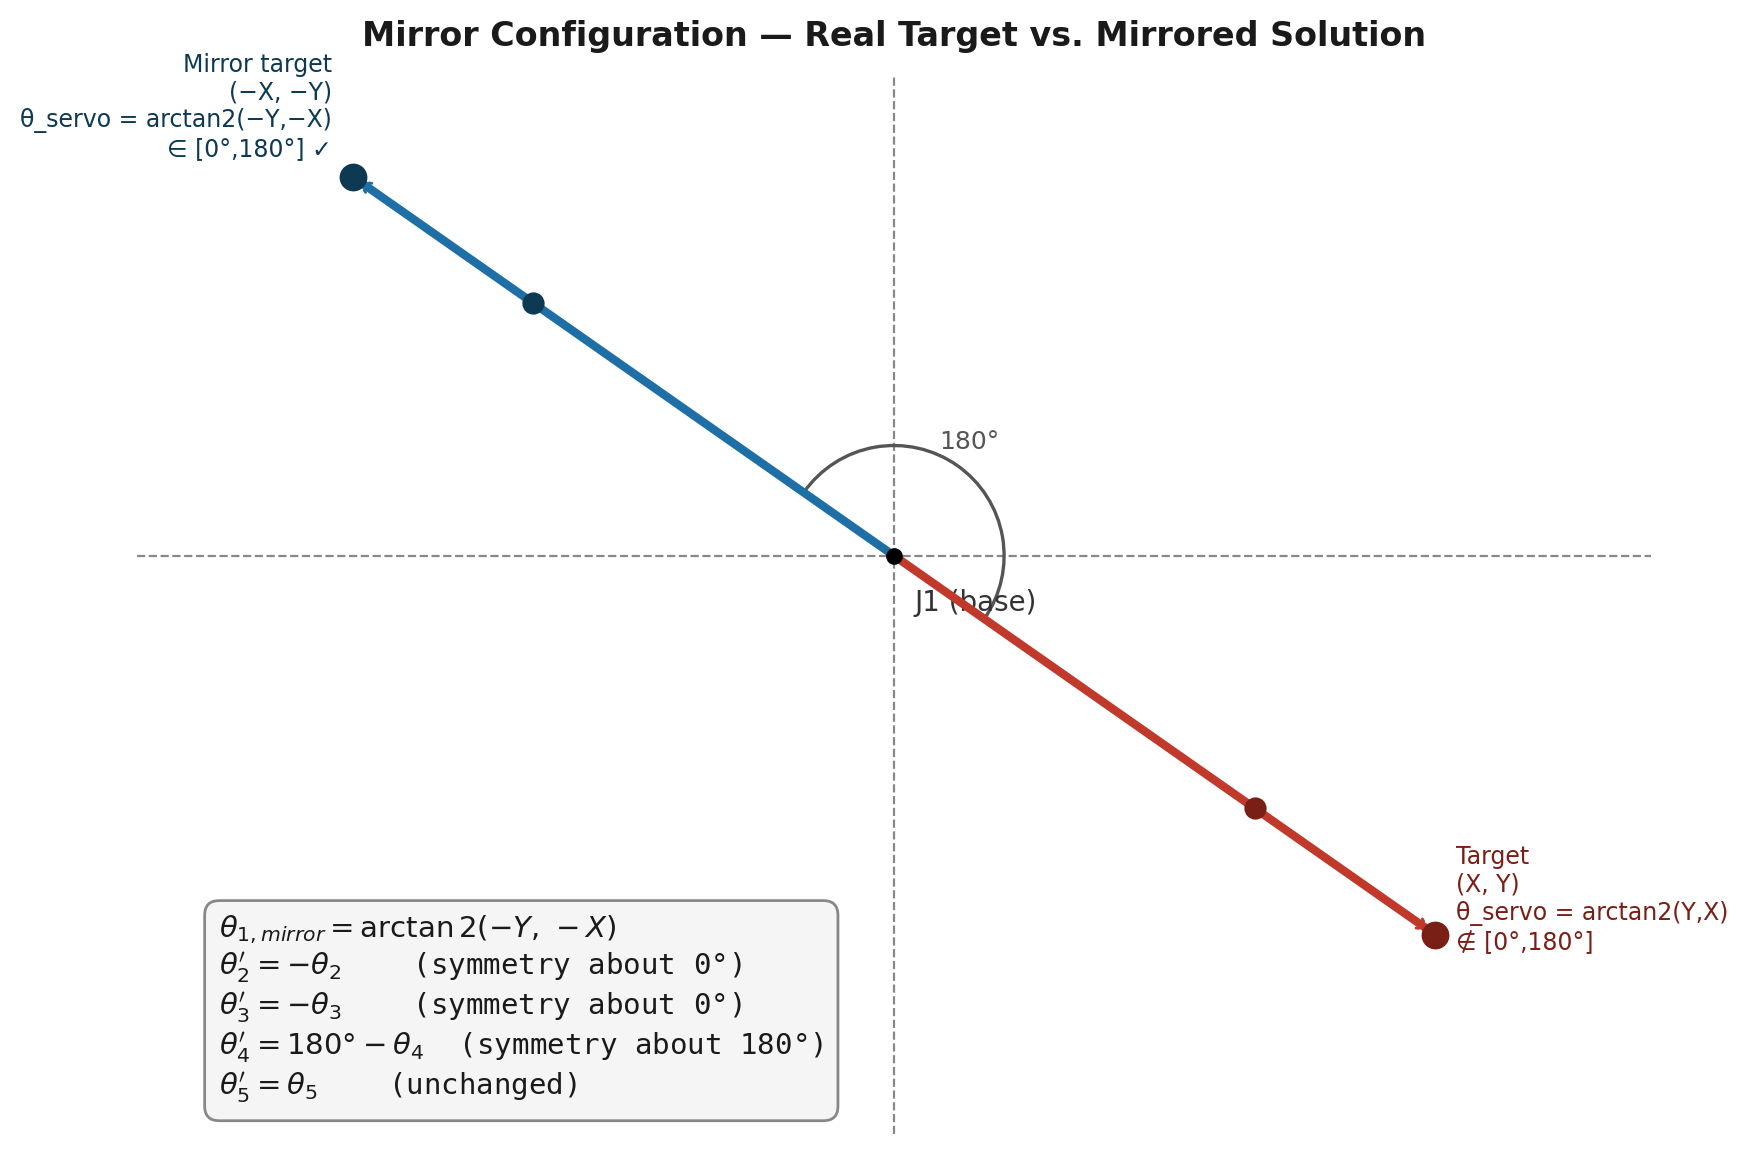 Mirror Configuration — Real Target vs. Mirrored Solution
Mirror target
(−X, −Y)
θ_servo = arctan2(−Y,−X)
∈ [0°,180°] ✓
180°
J1 (base)
Target
(X, Y)
θ_servo = arctan2(Y,X)
∉ [0°,180°]
θ₁,mirror = arctan 2(−Y, −X)
θ′₂ = −θ₂ (symmetry about 0°)
θ′₃ = −θ₃ (symmetry about 0°)
θ′₄ = 180° − θ₄ (symmetry about 180°)
θ′₅ = θ₅ (unchanged)